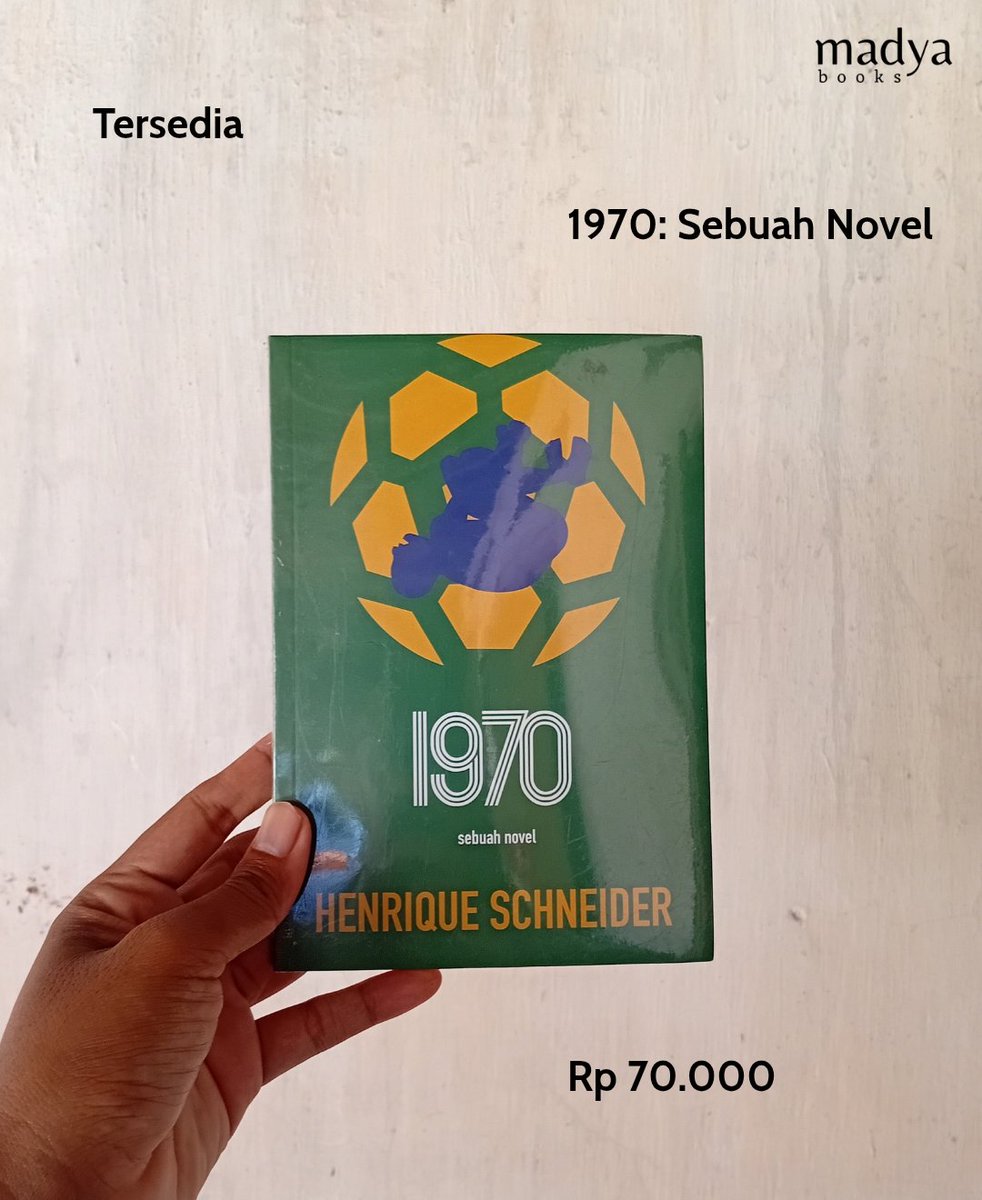 madya
books
Tersedia
1970: Sebuah Novel
1970
sebuah novel
HENRIQUE SCHNEIDER
Rp 70.000